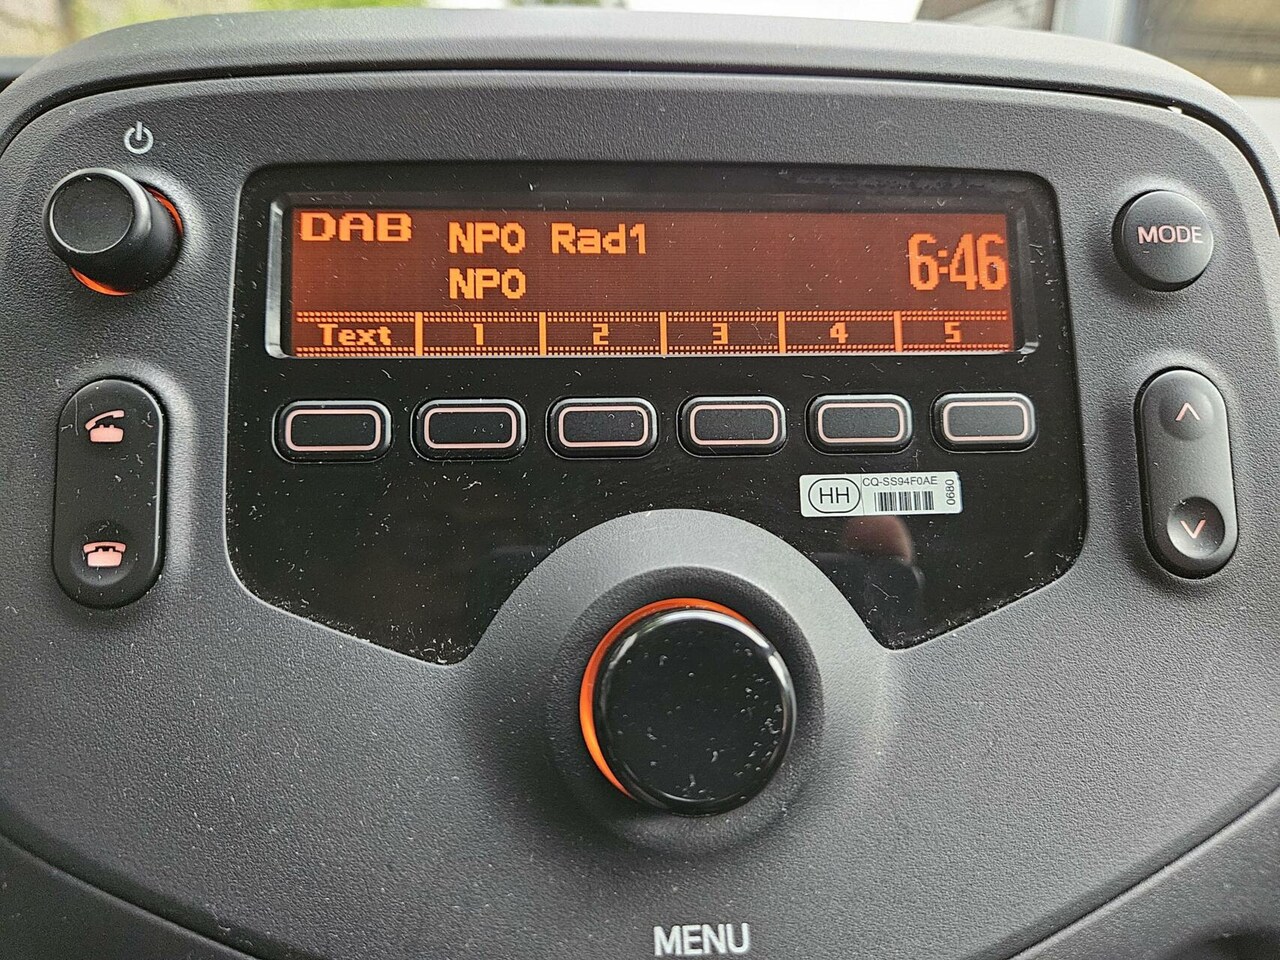 DAB
NPO Rad1
NPO
6:46
Text 1 2 3 4 5
MODE
HH CQ-SS94F0AE 0680
MENU